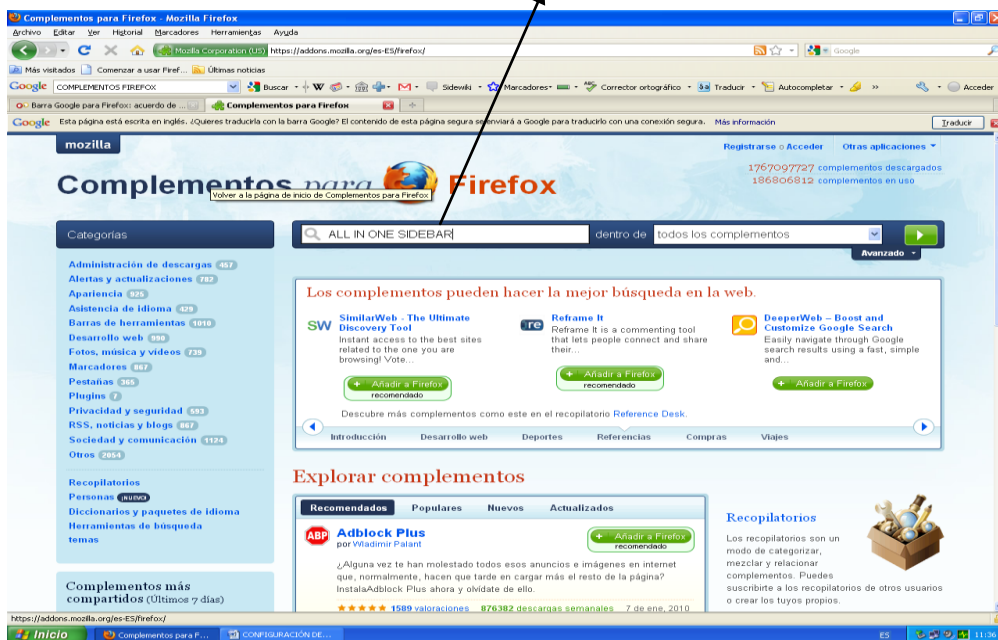 Complementos para Firefox - Mozilla Firefox
Archivo Editar Ver Historial Marcadores Herramientas Ayuda
Mozilla Corporation (US) https://addons.mozilla.org/es-ES/firefox/ Google
Más visitados Comenzar a usar Firef... Últimas noticias
Google COMPLEMENTOS FIREFOX Buscar Sidewiki Marcadores Corrector ortográfico Traducir Autocompletar » Acceder
Barra Google para Firefox: acuerdo de ... Complementos para Firefox
Google Esta página está escrita en inglés. ¿Quieres traducirla con la barra Google? El contenido de esta página segura se enviará a Google para traducirlo con una conexión segura. Más información Traducir
mozilla
Registrarse o Acceder Otras aplicaciones
1767097727 complementos descargados
186806812 complementos en uso
Complementos para Firefox
Volver a la página de inicio de Complementos para Firefox
Categorías
ALL IN ONE SIDEBAR dentro de todos los complementos
Avanzado
Administración de descargas 457
Alertas y actualizaciones 782
Apariencia 925
Asistencia de idioma 429
Barras de herramientas 1010
Desarrollo web 990
Fotos, música y vídeos 739
Marcadores 867
Pestañas 365
Plugins 7
Privacidad y seguridad 593
RSS, noticias y blogs 867
Sociedad y comunicación 1124
Otros 2054
Recopilatorios
Personas ¡NUEVO!
Diccionarios y paquetes de idioma
Herramientas de búsqueda
temas
Complementos más
compartidos (Últimos 7 días)
Los complementos pueden hacer la mejor búsqueda en la web.
SW
SimilarWeb - The Ultimate
Discovery Tool
Instant access to the best sites
related to the one you are
browsing! Vote...
+ Añadir a Firefox
recomendado
re
Reframe It
Reframe It is a commenting tool
that lets people connect and share
their...
+ Añadir a Firefox
recomendado
DeeperWeb – Boost and
Customize Google Search
Easily navigate through Google
search results using a fast, simple
and...
+ Añadir a Firefox
Descubre más complementos como este en el recopilatorio Reference Desk.
Introducción Desarrollo web Deportes Referencias Compras Viajes
Explorar complementos
Recomendados Populares Nuevos Actualizados
ABP
Adblock Plus
por Wladimir Palant
+ Añadir a Firefox
recomendado
¿Alguna vez te han molestado todos esos anuncios e imágenes en internet
que, normalmente, hacen que tarde en cargar más el resto de la página?
InstalaAdblock Plus ahora y olvídate de ello.
1589 valoraciones 876382 descargas semanales 7 de ene, 2010
Recopilatorios
Los recopilatorios son un
modo de categorizar,
mezclar y relacionar
complementos. Puedes
suscribirte a los recopilatorios de otros usuarios
o crear los tuyos propios.
https://addons.mozilla.org/es-ES/firefox/
Inicio Complementos para F... CONFIGURACIÓN DE... ES 11:36